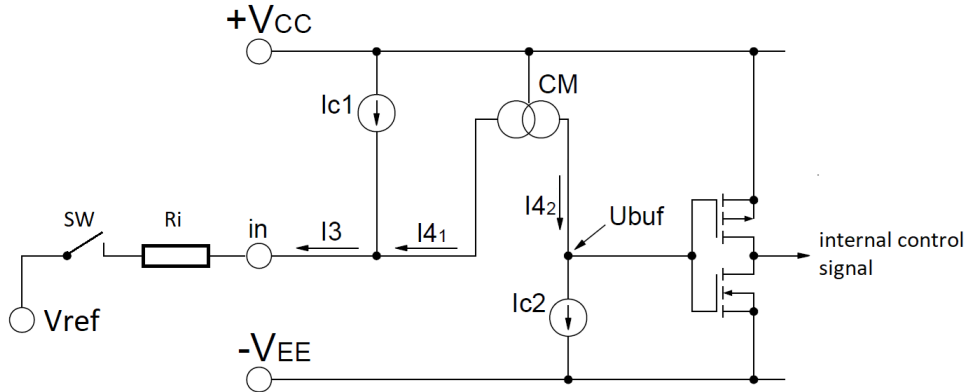 +VCC
Ic1
CM
SW
Ri
in
I3
I41
I42
Ubuf
internal control
signal
Vref
Ic2
-VEE